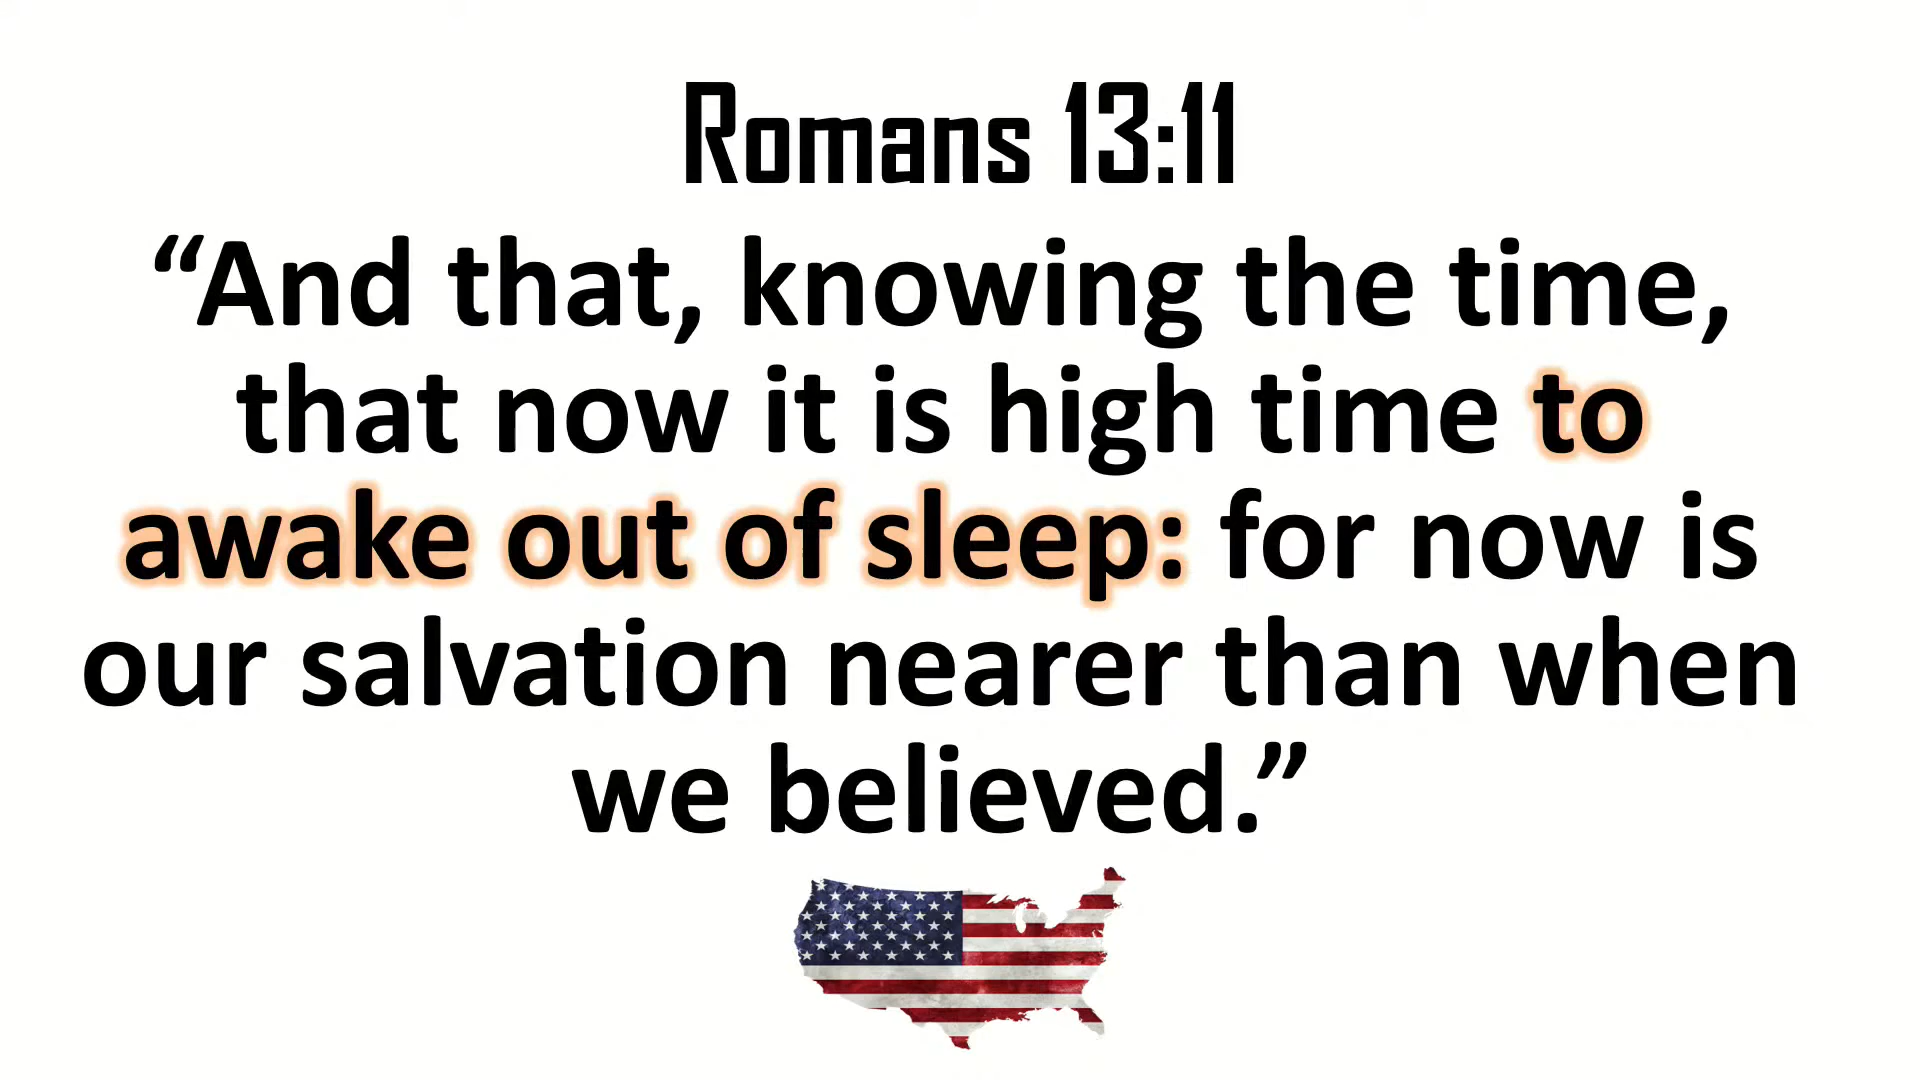 Romans 13:11
“And that, knowing the time,
that now it is high time to
awake out of sleep: for now is
our salvation nearer than when
we believed.”